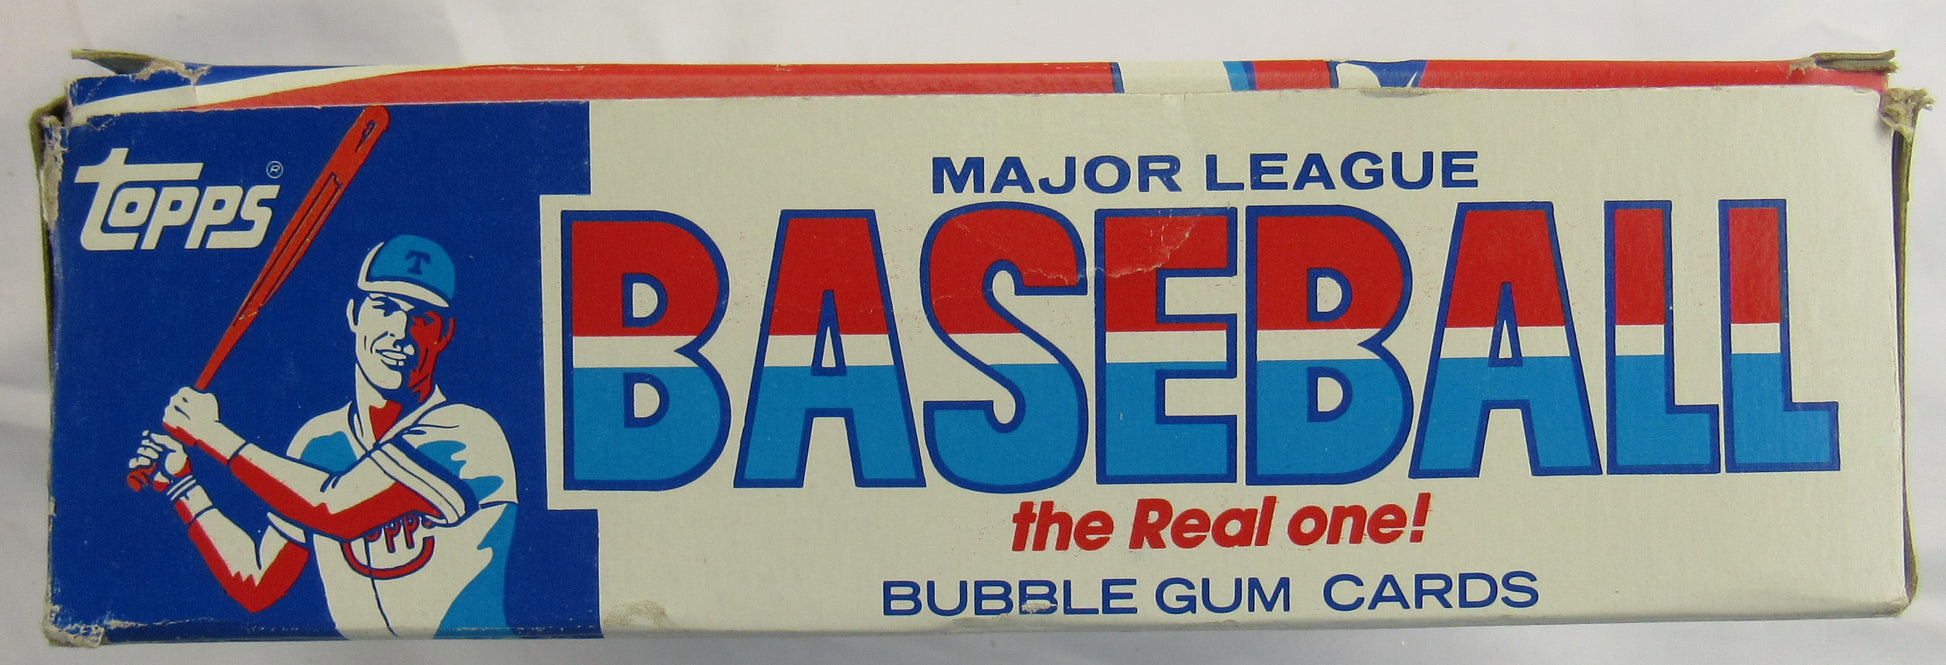 TOPPS®
T
MAJOR LEAGUE
BASEBALL
the Real one!
BUBBLE GUM CARDS